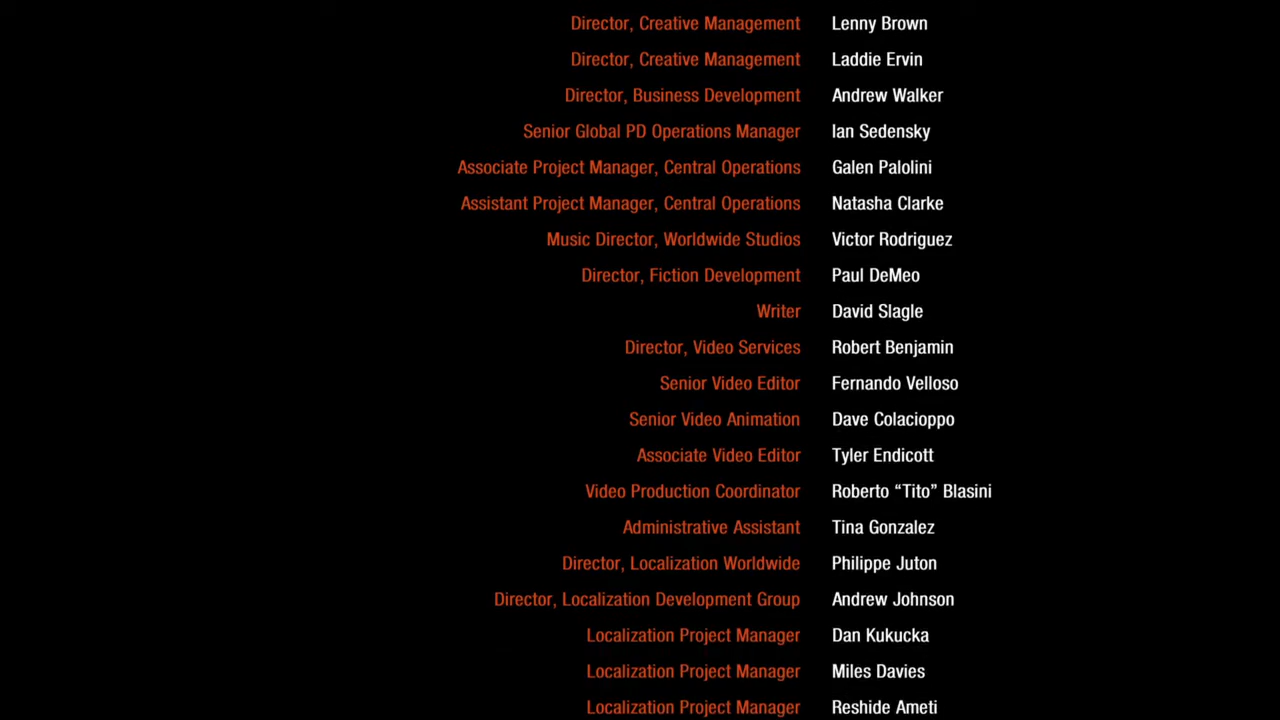 Director, Creative Management Lenny Brown
Director, Creative Management Laddie Ervin
Director, Business Development Andrew Walker
Senior Global PD Operations Manager Ian Sedensky
Associate Project Manager, Central Operations Galen Palolini
Assistant Project Manager, Central Operations Natasha Clarke
Music Director, Worldwide Studios Victor Rodriguez
Director, Fiction Development Paul DeMeo
Writer David Slagle
Director, Video Services Robert Benjamin
Senior Video Editor Fernando Velloso
Senior Video Animation Dave Colacioppo
Associate Video Editor Tyler Endicott
Video Production Coordinator Roberto “Tito” Blasini
Administrative Assistant Tina Gonzalez
Director, Localization Worldwide Philippe Juton
Director, Localization Development Group Andrew Johnson
Localization Project Manager Dan Kukucka
Localization Project Manager Miles Davies
Localization Project Manager Reshide Ameti